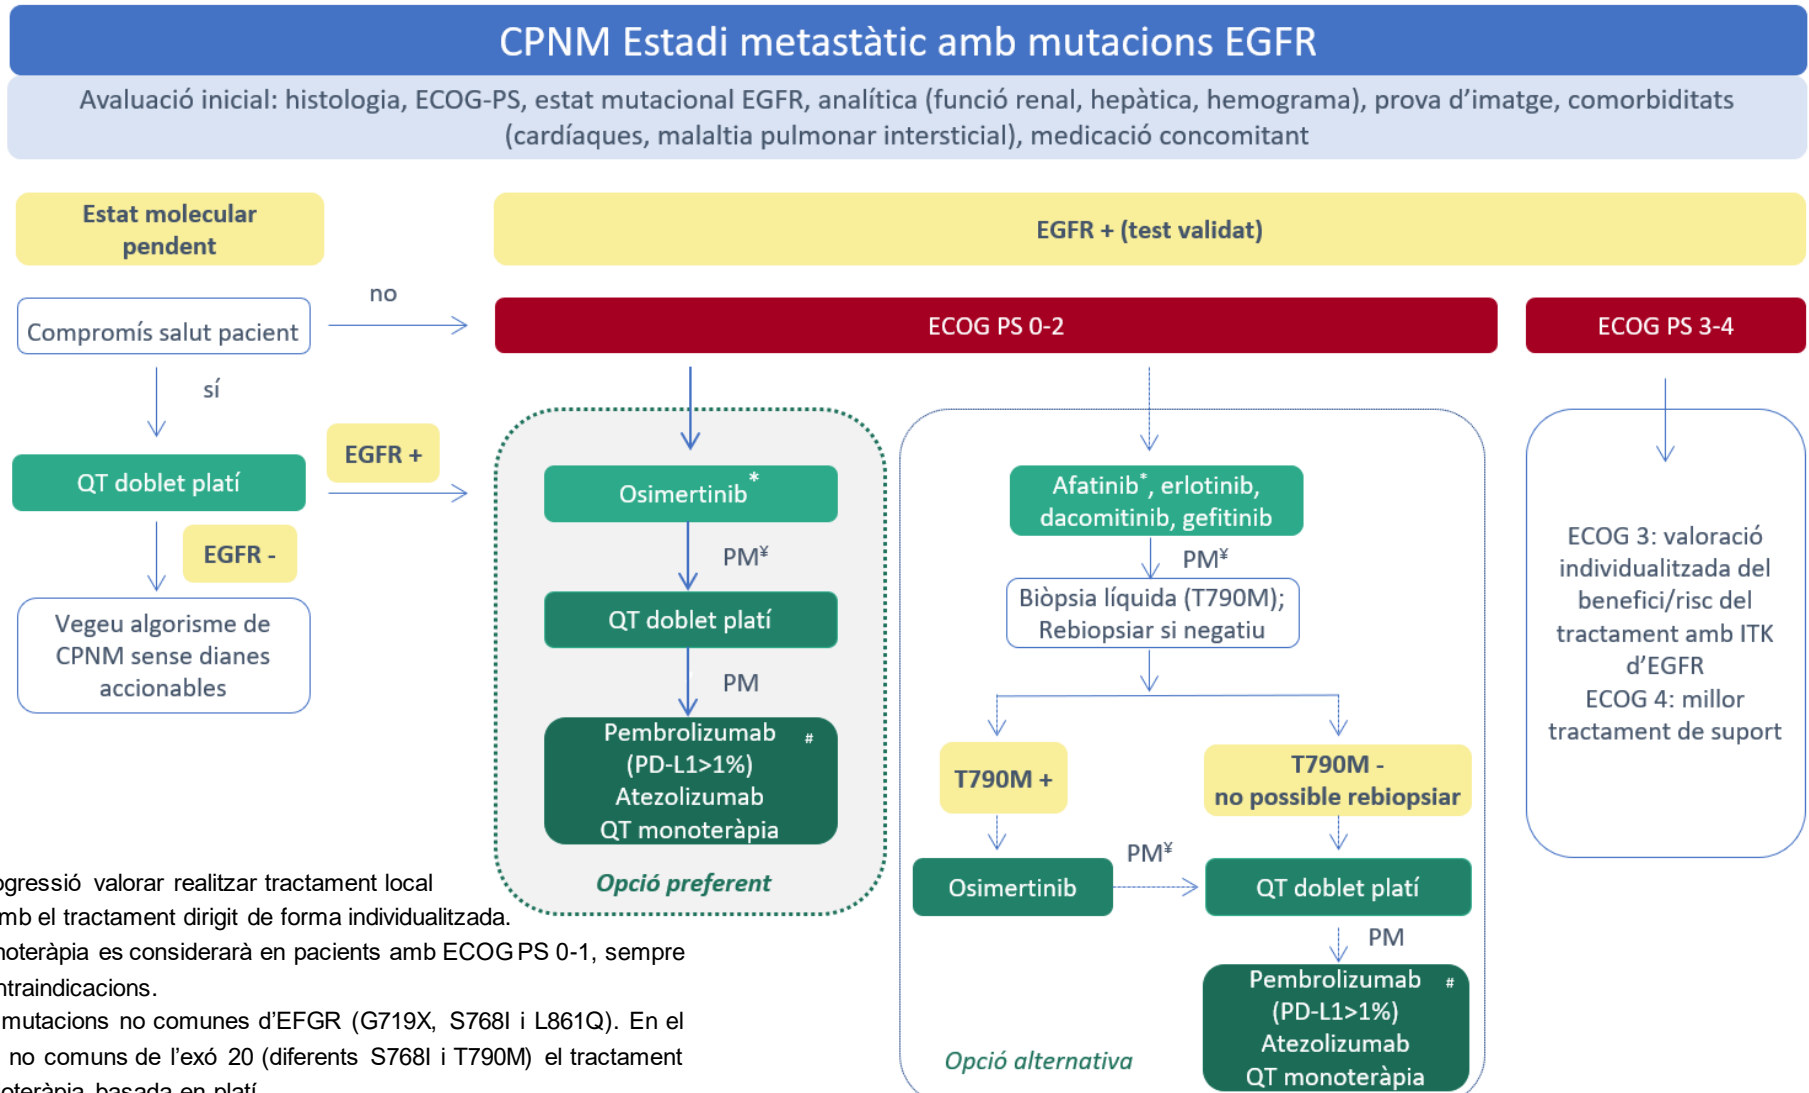 CPNM Estadi metastàtic amb mutacions EGFR
Avaluació inicial: histologia, ECOG-PS, estat mutacional EGFR, analítica (funció renal, hepàtica, hemograma), prova d'imatge, comorbiditats
(cardíaques, malaltia pulmonar intersticial), medicació concomitant
Estat molecular
pendent
EGFR + (test validat)
Compromís salut pacient
no
ECOG PS 0-2
ECOG PS 3-4
sí
QT doblet platí
EGFR +
EGFR -
Vegeu algorisme de
CPNM sense dianes
accionables
Osimertinib*
PM¥
QT doblet platí
PM
Pembrolizumab #
(PD-L1>1%)
Atezolizumab
QT monoteràpia
Opció preferent
Afatinib*, erlotinib,
dacomitinib, gefitinib
PM¥
Biòpsia líquida (T790M);
Rebiopsiar si negatiu
T790M +
T790M -
no possible rebiopsiar
Osimertinib
PM¥
QT doblet platí
PM
Pembrolizumab #
(PD-L1>1%)
Atezolizumab
QT monoteràpia
Opció alternativa
ECOG 3: valoració
individualitzada del
benefici/risc del
tractament amb ITK
d'EGFR
ECOG 4: millor
tractament de suport
ogressió valorar realitzar tractament local
mb el tractament dirigit de forma individualitzada.
noteràpia es considerarà en pacients amb ECOG PS 0-1, sempre
ntraindicacions.
mutacions no comunes d'EFGR (G719X, S768I i L861Q). En el
no comuns de l'exó 20 (diferents S768I i T790M) el tractament
noteràpia basada en platí